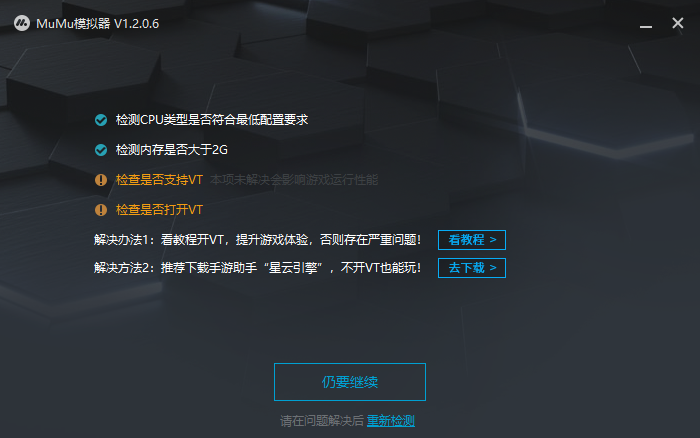 MuMu模拟器 V1.2.0.6
检测CPU类型是否符合最低配置要求
检测内存是否大于2G
检查是否支持VT 本项未解决会影响游戏运行性能
检查是否打开VT
解决办法1：看教程开VT，提升游戏体验，否则存在严重问题！ 看教程 >
解决方法2：推荐下载手游助手“星云引擎”，不开VT也能玩！ 去下载 >
仍要继续
请在问题解决后 重新检测